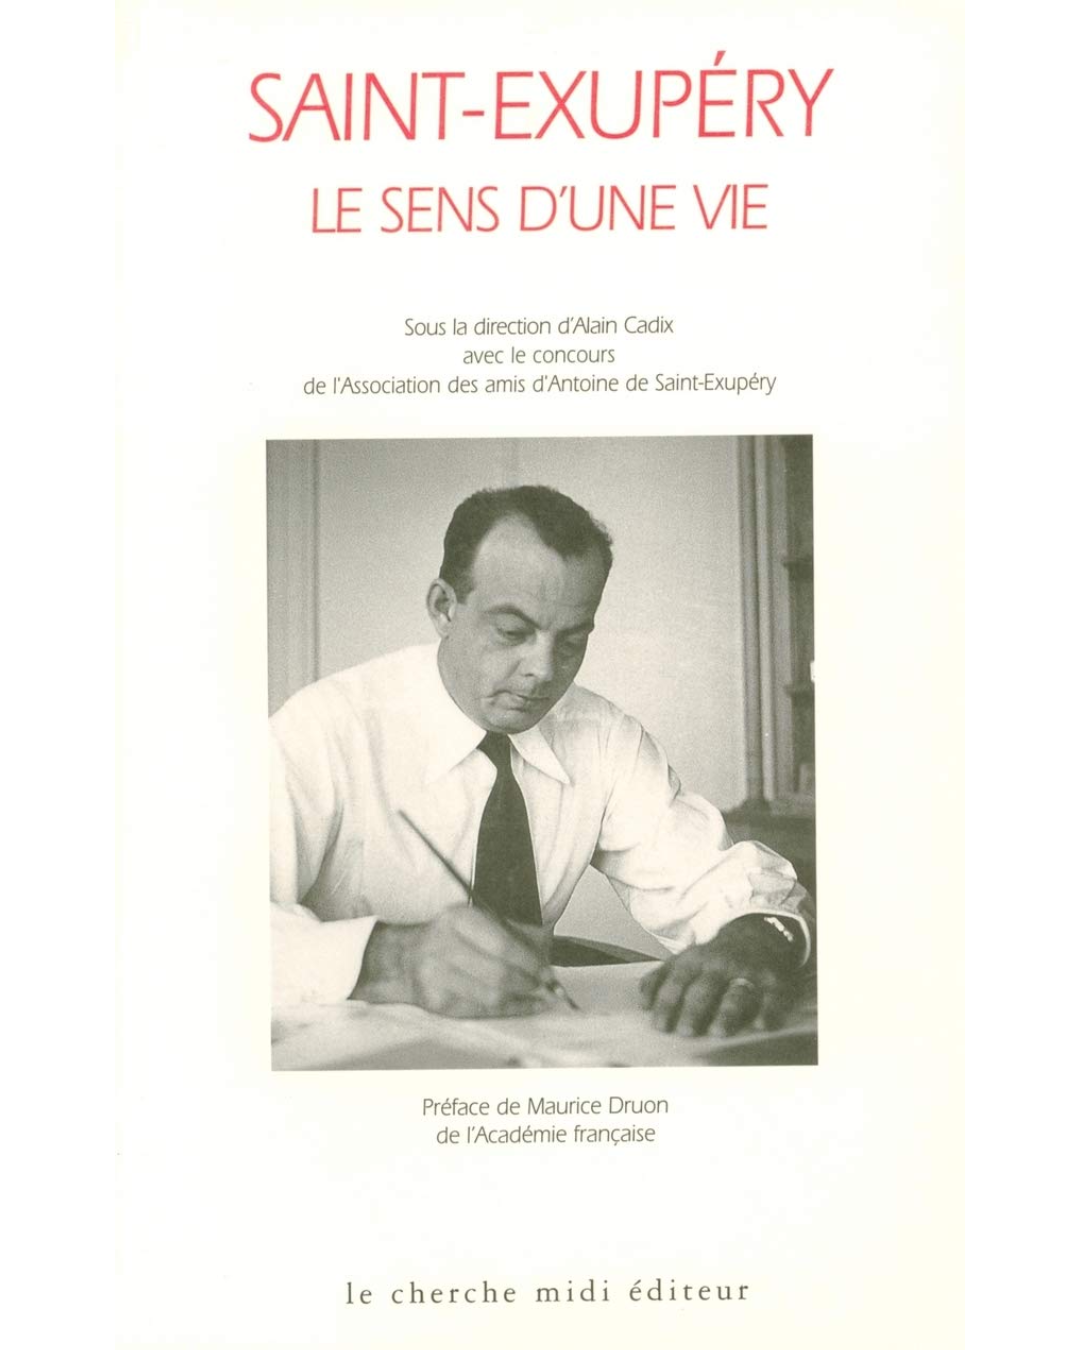 SAINT-EXUPÉRY
LE SENS D'UNE VIE
Sous la direction d'Alain Cadix
avec le concours
de l'Association des amis d'Antoine de Saint-Exupéry
Préface de Maurice Druon
de l'Académie française
le cherche midi éditeur